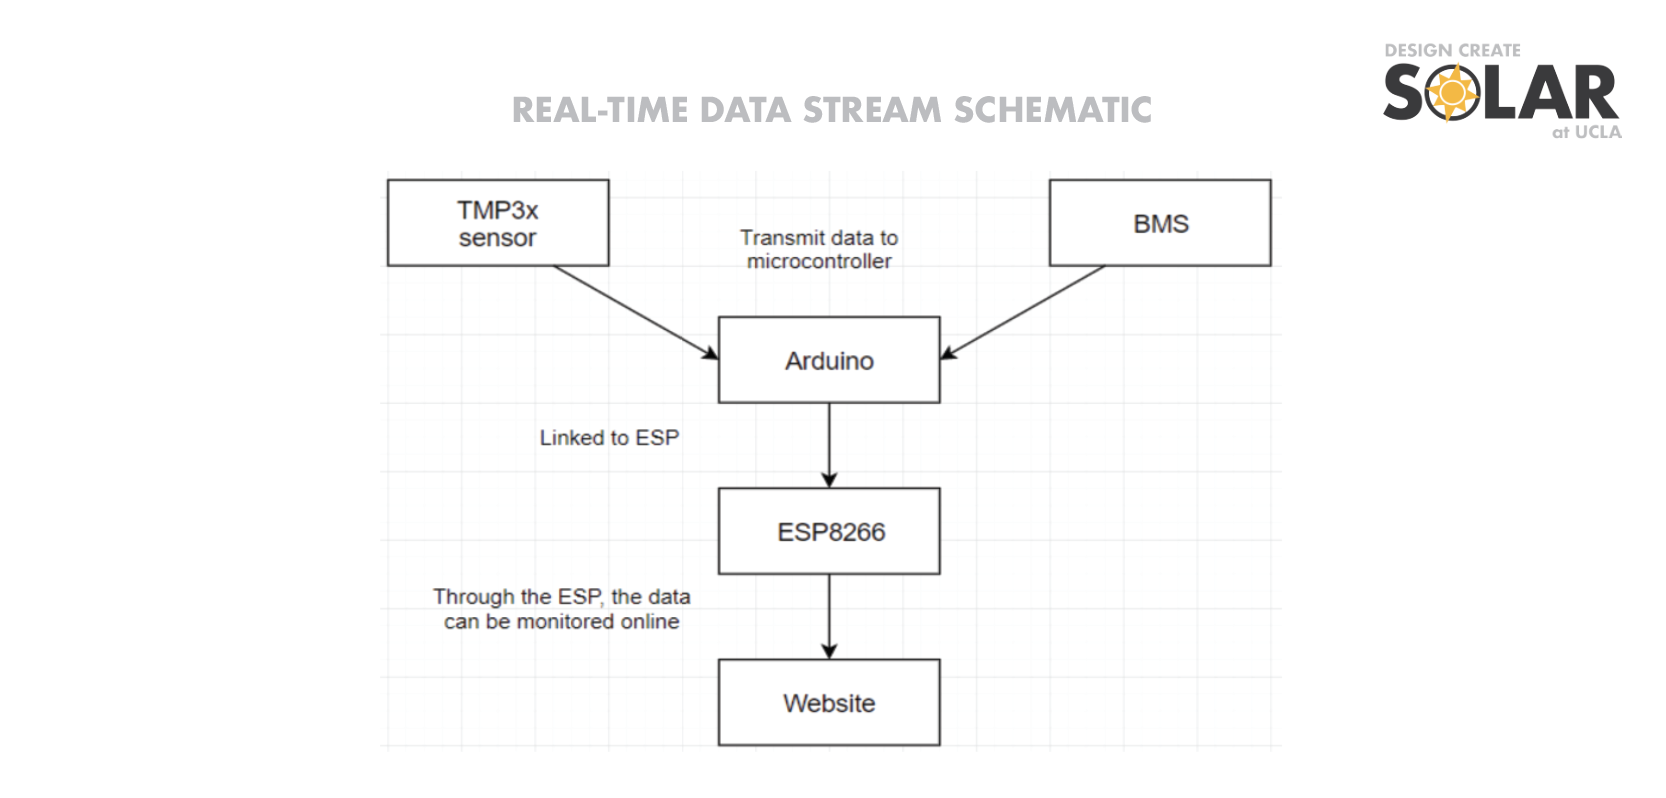 DESIGN CREATE
SOLAR
at UCLA
REAL-TIME DATA STREAM SCHEMATIC
TMP3x
sensor
Transmit data to
microcontroller
BMS
Arduino
Linked to ESP
ESP8266
Through the ESP, the data
can be monitored online
Website